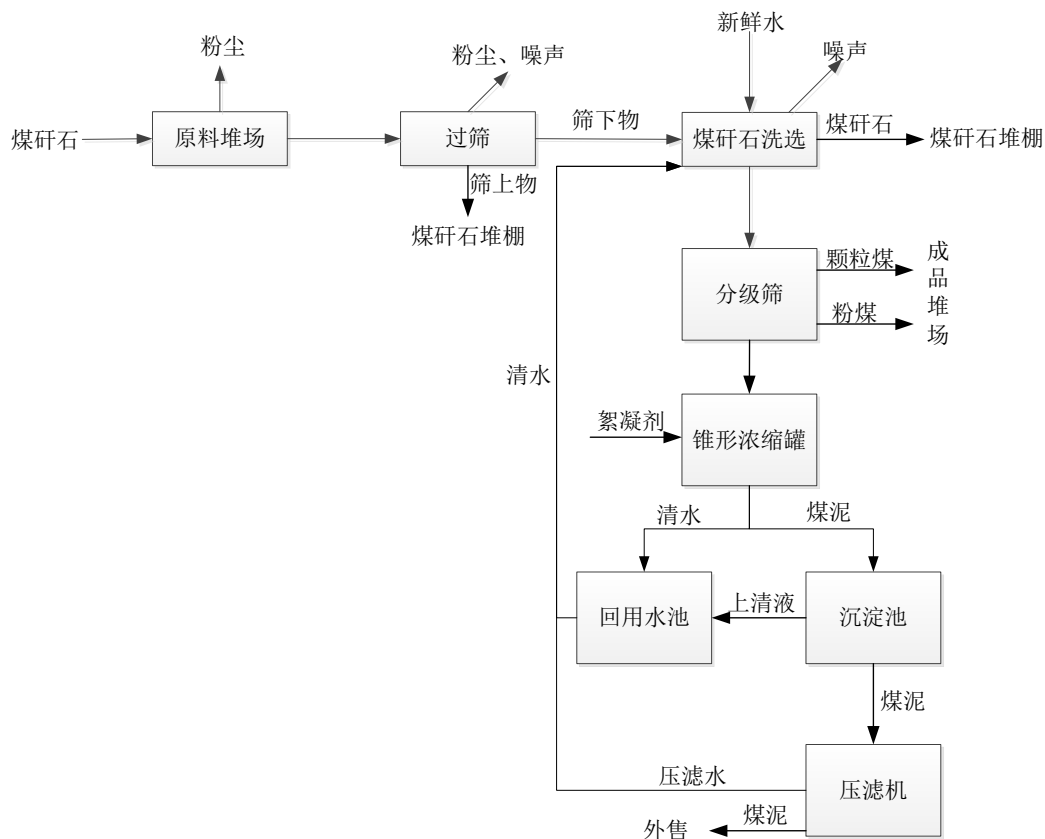 新鲜水
粉尘
粉尘、噪声
噪声
煤矸石
原料堆场
过筛
筛下物
煤矸石洗选
煤矸石
煤矸石堆棚
筛上物
煤矸石堆棚
分级筛
颗粒煤
粉煤
成品堆场
清水
絮凝剂
锥形浓缩罐
清水
煤泥
回用水池
上清液
沉淀池
煤泥
压滤水
压滤机
煤泥
外售